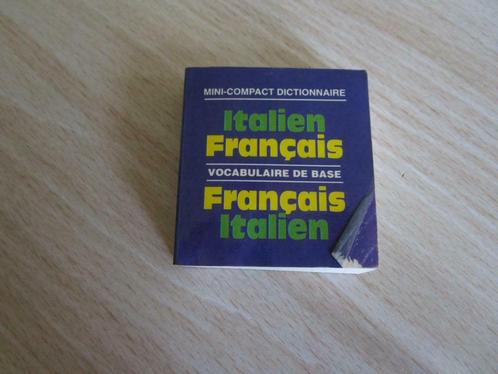 MINI-COMPACT DICTIONNAIRE
Italien
Français
VOCABULAIRE DE BASE
Français
Italien